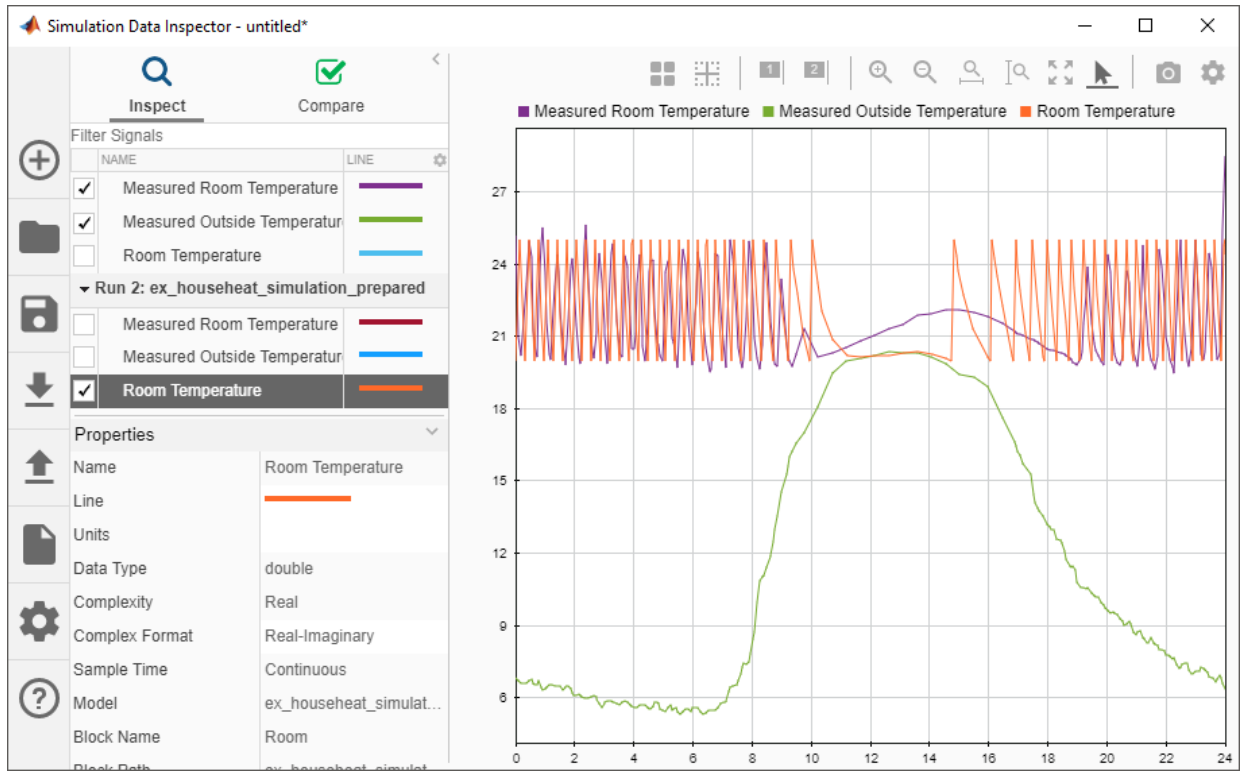 Simulation Data Inspector - untitled*
Inspect
Compare
Filter Signals
NAME
LINE
Measured Room Temperature
Measured Outside Temperatur
Room Temperature
Run 2: ex_househeat_simulation_prepared
Measured Room Temperature
Measured Outside Temperatur
Room Temperature
Properties
Name Room Temperature
Line
Units
Data Type double
Complexity Real
Complex Format Real-Imaginary
Sample Time Continuous
Model ex_househeat_simulat...
Block Name Room
Block Path ex_househeat_simulat
1
2
Measured Room Temperature Measured Outside Temperature Room Temperature
27
24
21
18
15
12
9
6
0 2 4 6 8 10 12 14 16 18 20 22 24